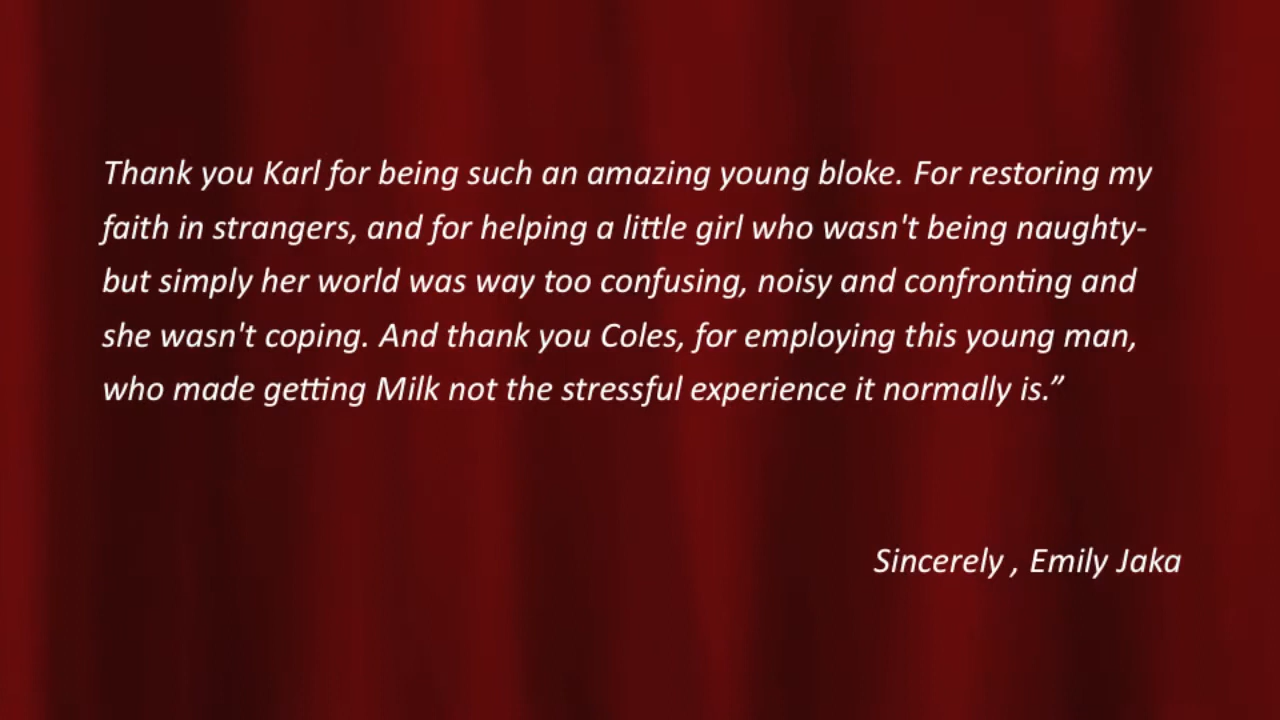 Thank you Karl for being such an amazing young bloke. For restoring my
faith in strangers, and for helping a little girl who wasn't being naughty-
but simply her world was way too confusing, noisy and confronting and
she wasn't coping. And thank you Coles, for employing this young man,
who made getting Milk not the stressful experience it normally is.”
Sincerely , Emily Jaka